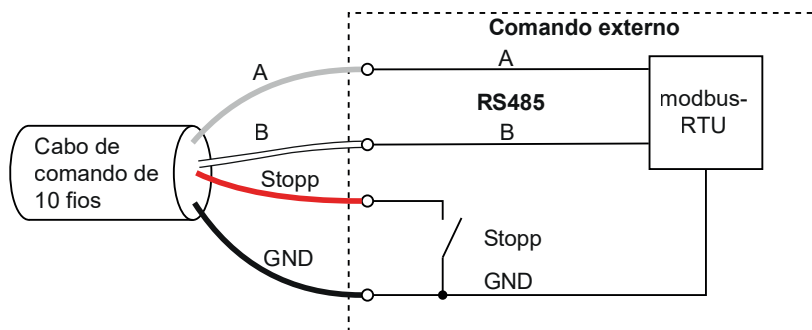 Comando externo
A
A
RS485
modbus-
RTU
B
B
Cabo de
comando de
10 fios
Stopp
Stopp
GND
GND